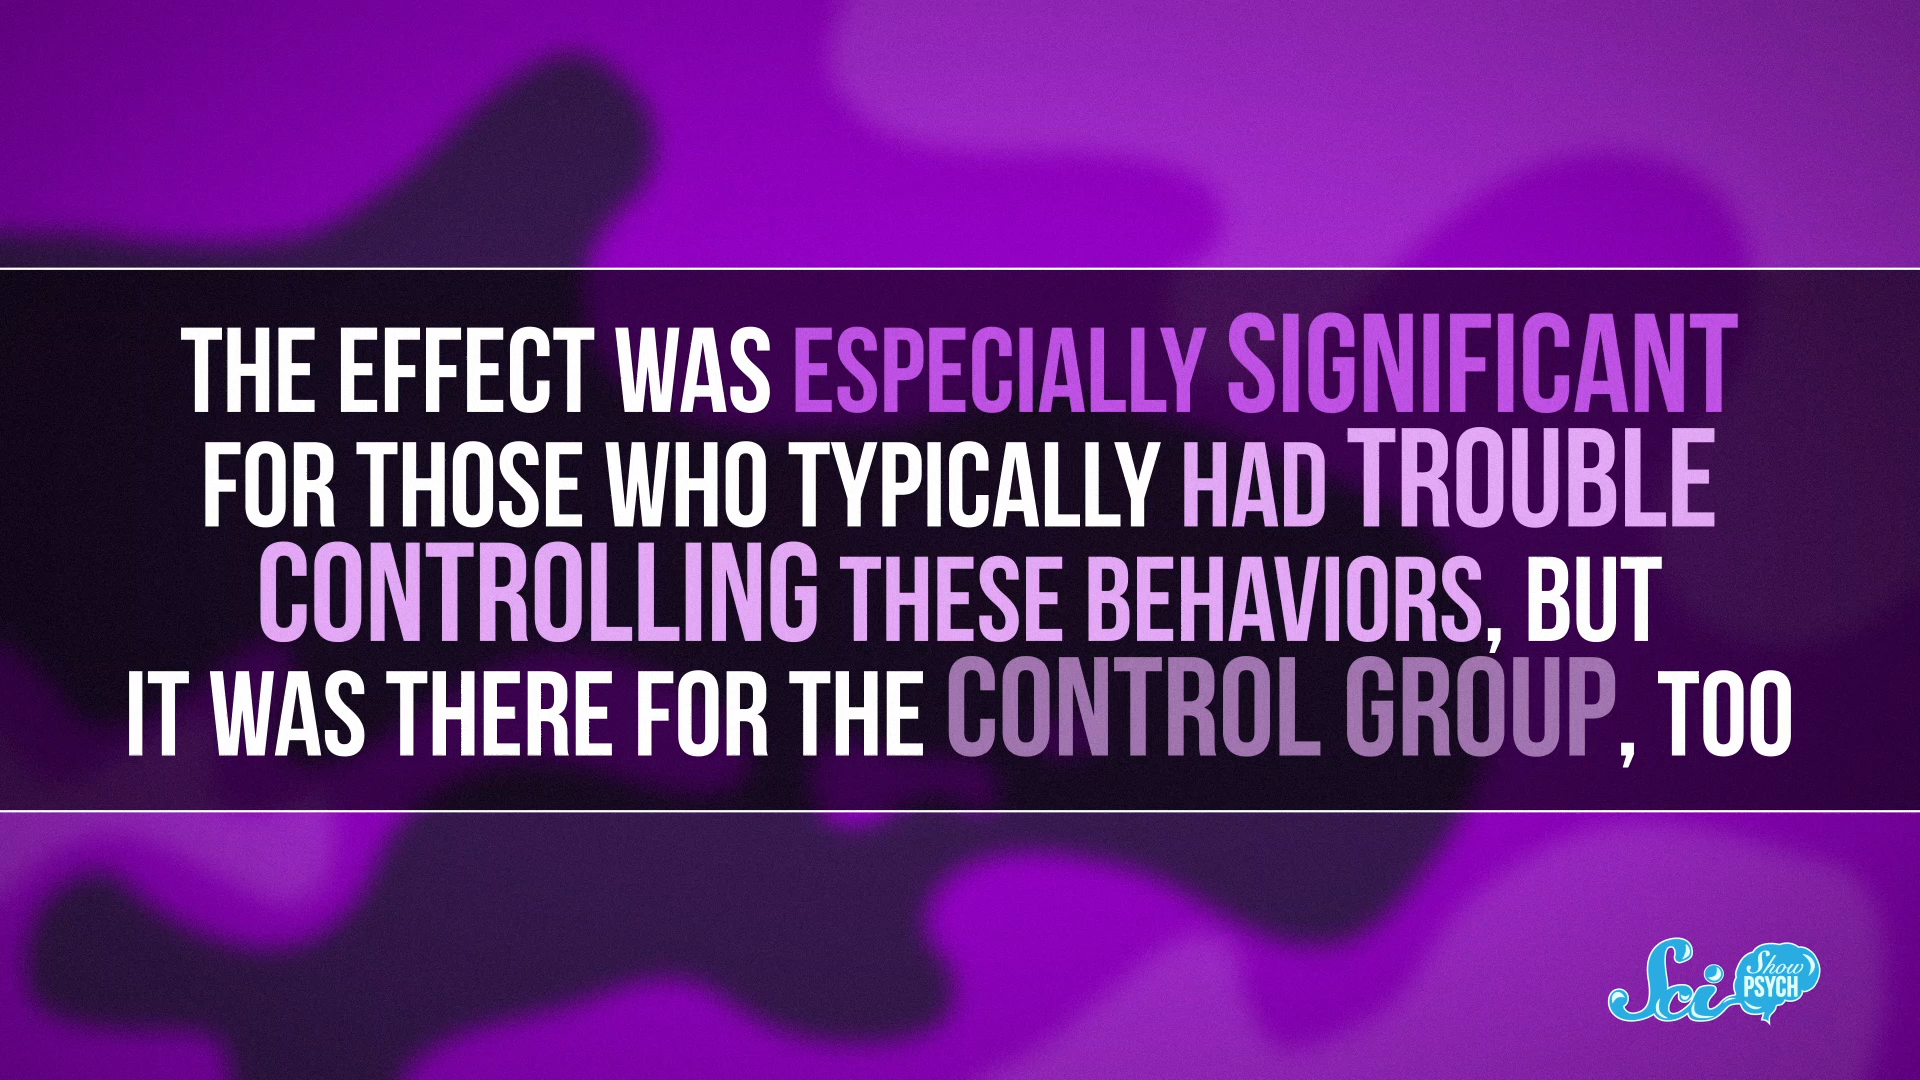 THE EFFECT WAS ESPECIALLY SIGNIFICANT
FOR THOSE WHO TYPICALLY HAD TROUBLE
CONTROLLING THESE BEHAVIORS, BUT
IT WAS THERE FOR THE CONTROL GROUP, TOO
Sci Show
PSYCH